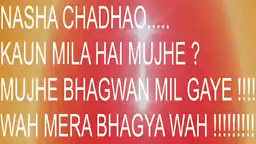 NASHA CHADHAO.....
KAUN MILA HAI MUJHE ?
MUJHE BHAGWAN MIL GAYE !!!!
WAH MERA BHAGYA WAH !!!!!!!!!